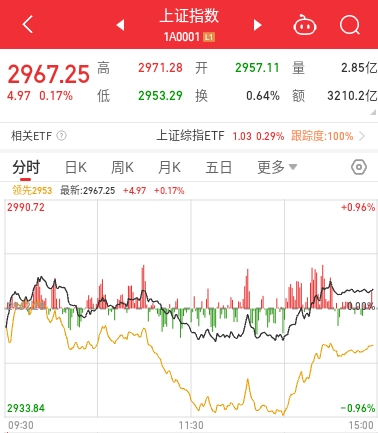 上证指数
1A0001 L1
2967.25 高 2971.28 开 2957.11 量 2.85亿
4.97 0.17% 低 2953.29 换 0.64% 额 3210.2亿
相关ETF ? 上证综指ETF 1.03 0.29% 跟踪度:100%
分时 日K 周K 月K 五日 更多
领先2953 最新:2967.25 +4.97 +0.17%
2990.72 +0.96%
0.00%
2933.84 -0.96%
09:30 11:30 15:00